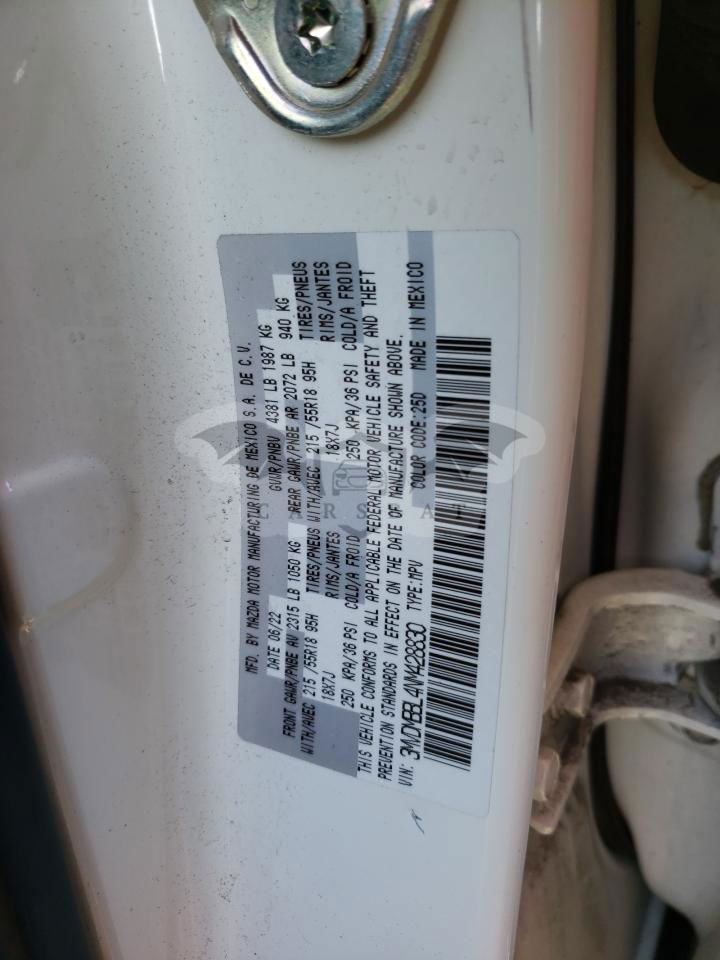 MFD. BY MAZDA MOTOR MANUFACTURING DE MEXICO S.A. DE C.V.
DATE 06/22 GVWR/PNBV 4381 LB 1987 KG
FRONT GAWR/PNBE AV 2315 LB 1050 KG REAR GAWR/PNBE AR 2072 LB 940 KG
WITH/AVEC 215 /55R18 95H TIRES/PNEUS WITH/AVEC 215 /55R18 95H TIRES/PNEUS
18X7J RIMS/JANTES 18X7J RIMS/JANTES
250 KPA/36 PSI COLD/A FROID 250 KPA/36 PSI COLD/A FROID
THIS VEHICLE CONFORMS TO ALL APPLICABLE FEDERAL MOTOR VEHICLE SAFETY AND THEFT
PREVENTION STANDARDS IN EFFECT ON THE DATE OF MANUFACTURE SHOWN ABOVE.
VIN: 3MVDMBBL4NM428830 TYPE:MPV COLOR CODE:25D MADE IN MEXICO